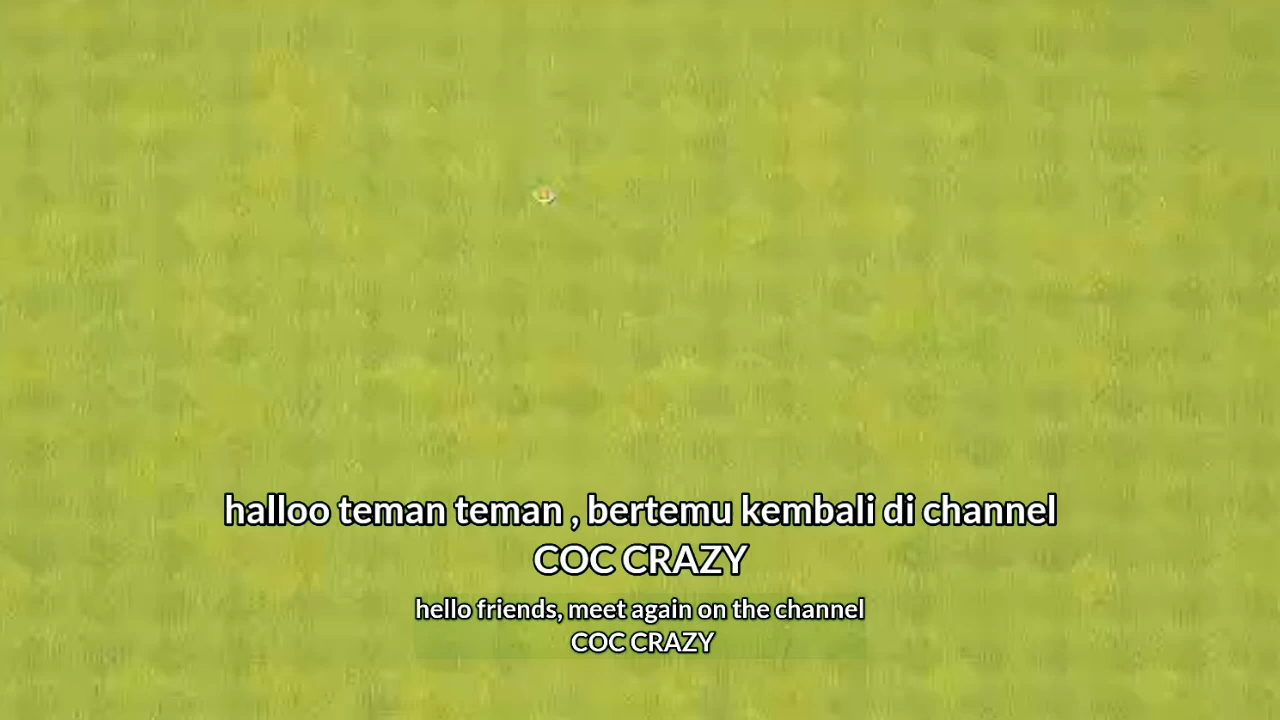 halloo teman teman , bertemu kembali di channel
COC CRAZY
hello friends, meet again on the channel
COC CRAZY